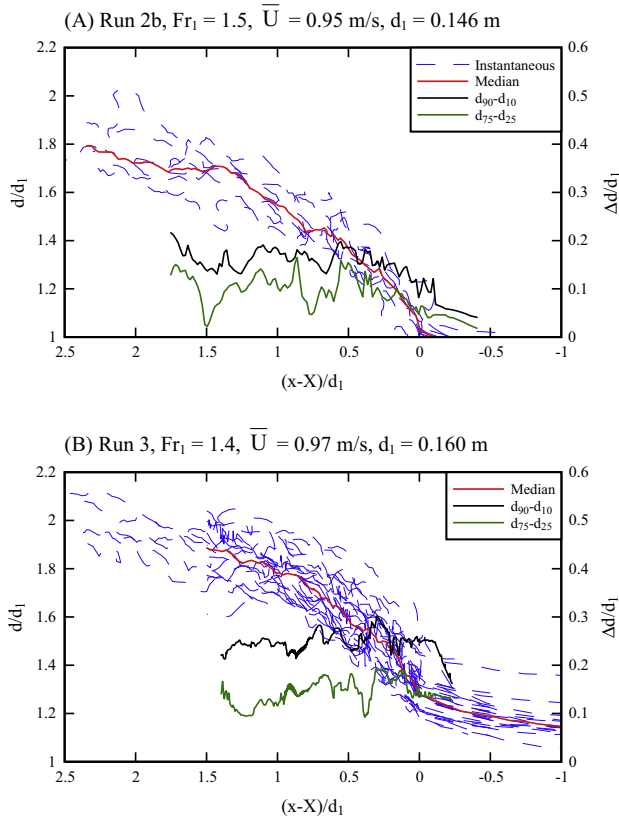 (A) Run 2b, Fr1 = 1.5, U = 0.95 m/s, d1 = 0.146 m
2.2 0.6
Instantaneous
Median
d90-d10
d75-d25
2 0.5
1.8 0.4
d/d1 1.6 0.3 Δd/d1
1.4 0.2
1.2 0.1
1 0
2.5 2 1.5 1 0.5 0 -0.5 -1
(x-X)/d1
(B) Run 3, Fr1 = 1.4, U = 0.97 m/s, d1 = 0.160 m
2.2 0.6
Median
d90-d10
d75-d25
2 0.5
1.8 0.4
d/d1 1.6 0.3 Δd/d1
1.4 0.2
1.2 0.1
1 0
2.5 2 1.5 1 0.5 0 -0.5 -1
(x-X)/d1